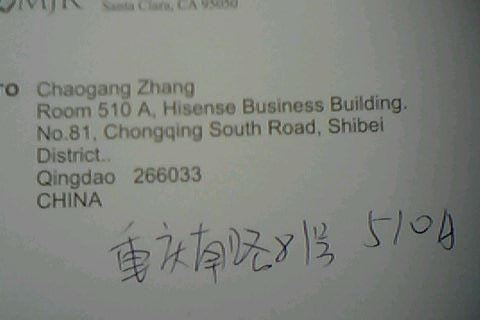 Santa Clara, CA 95050
TO Chaogang Zhang
Room 510 A, Hisense Business Building.
No.81, Chongqing South Road, Shibei
District..
Qingdao 266033
CHINA
重庆南路81号 510A